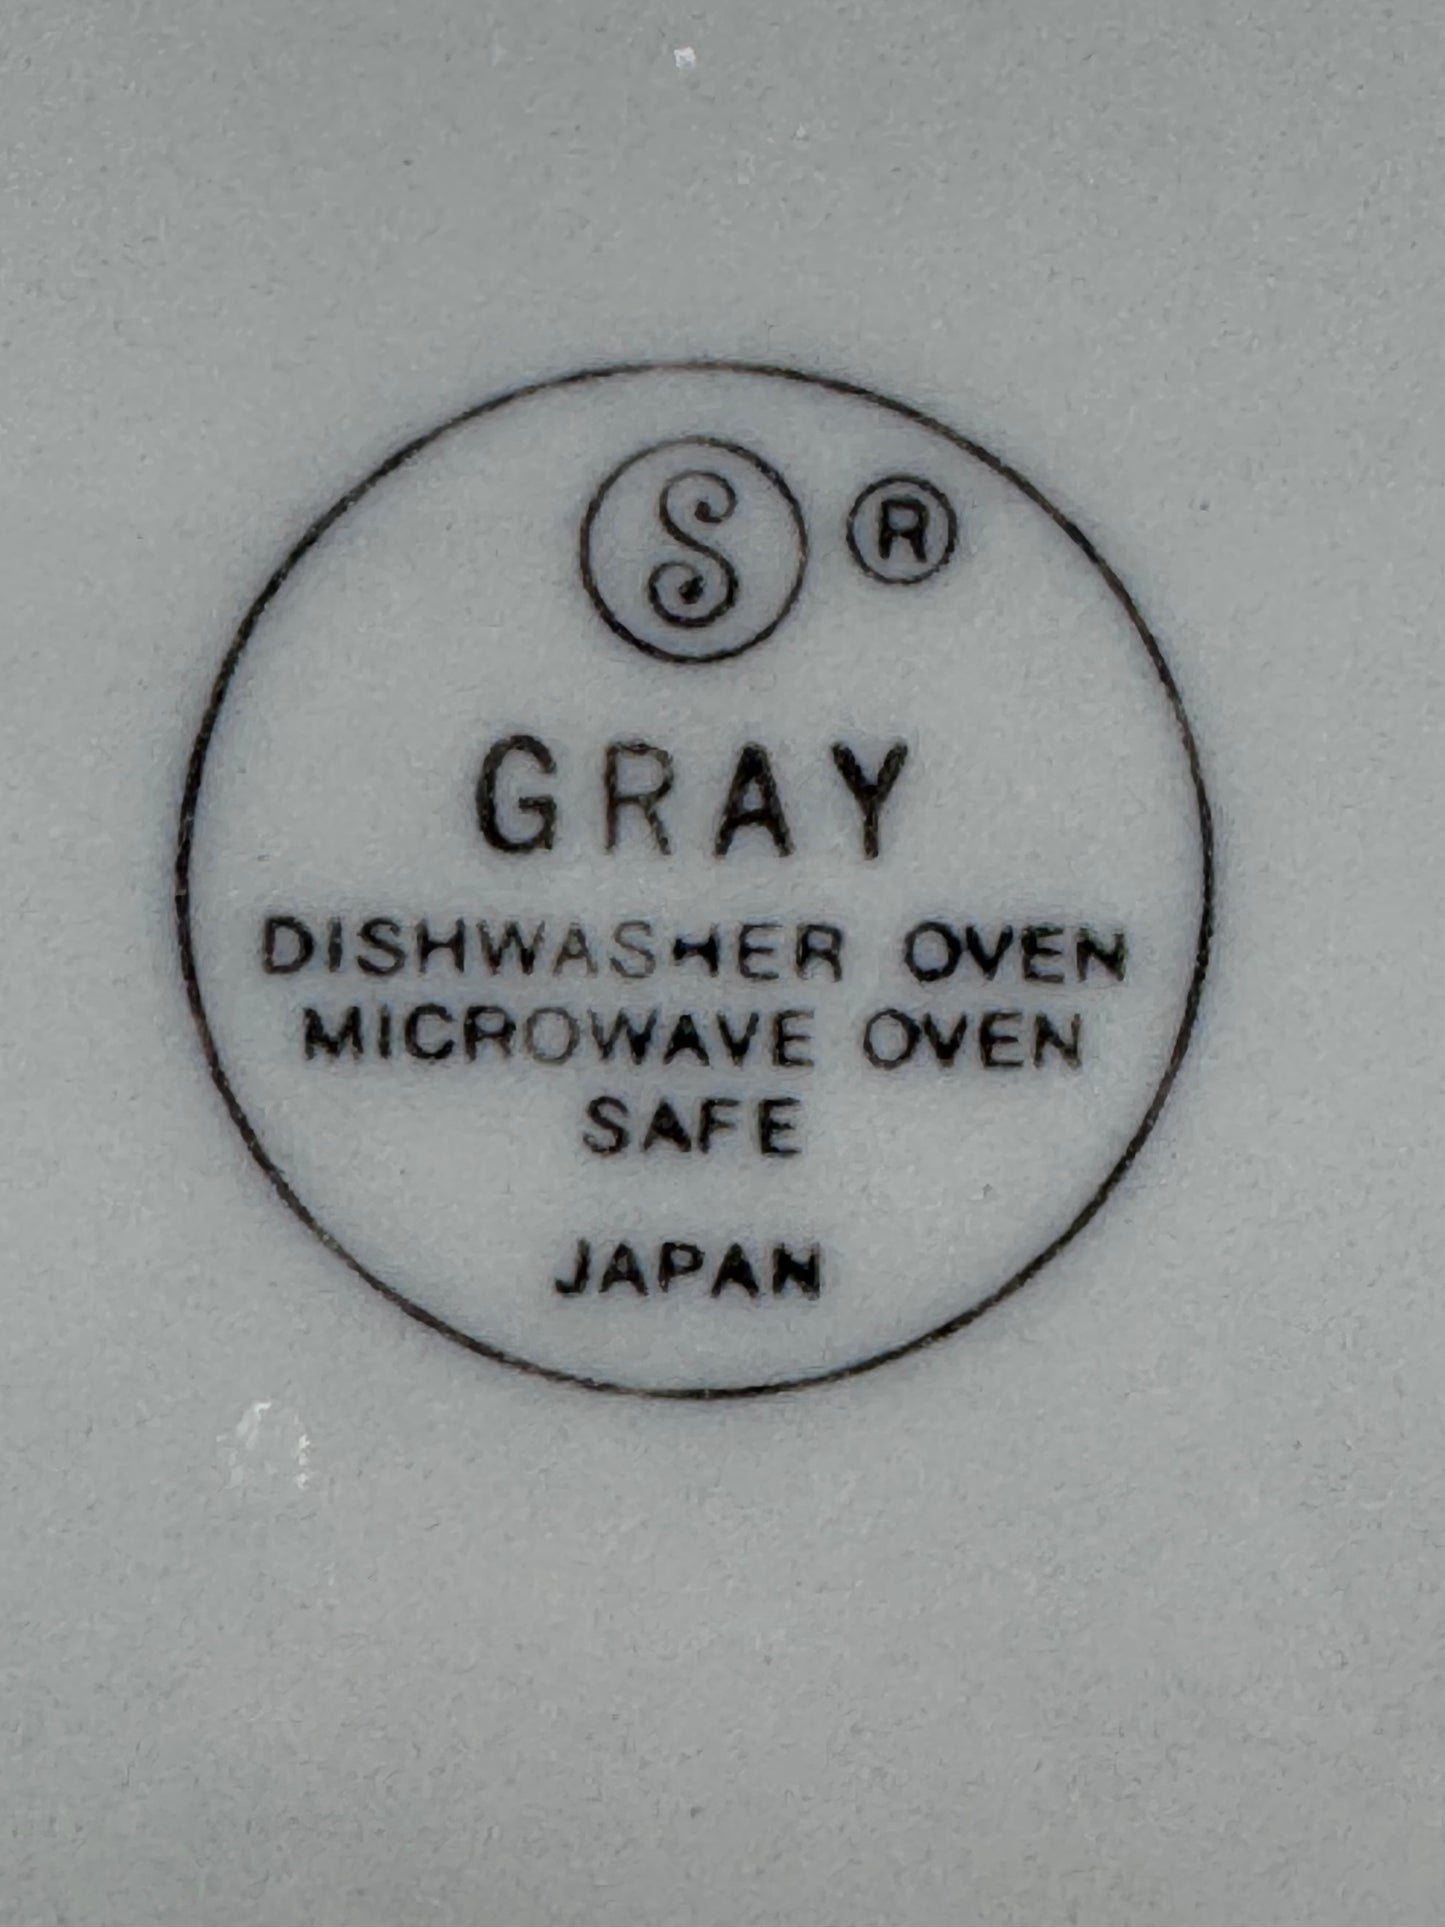 S ®
GRAY
DISHWASHER OVEN
MICROWAVE OVEN
SAFE
JAPAN